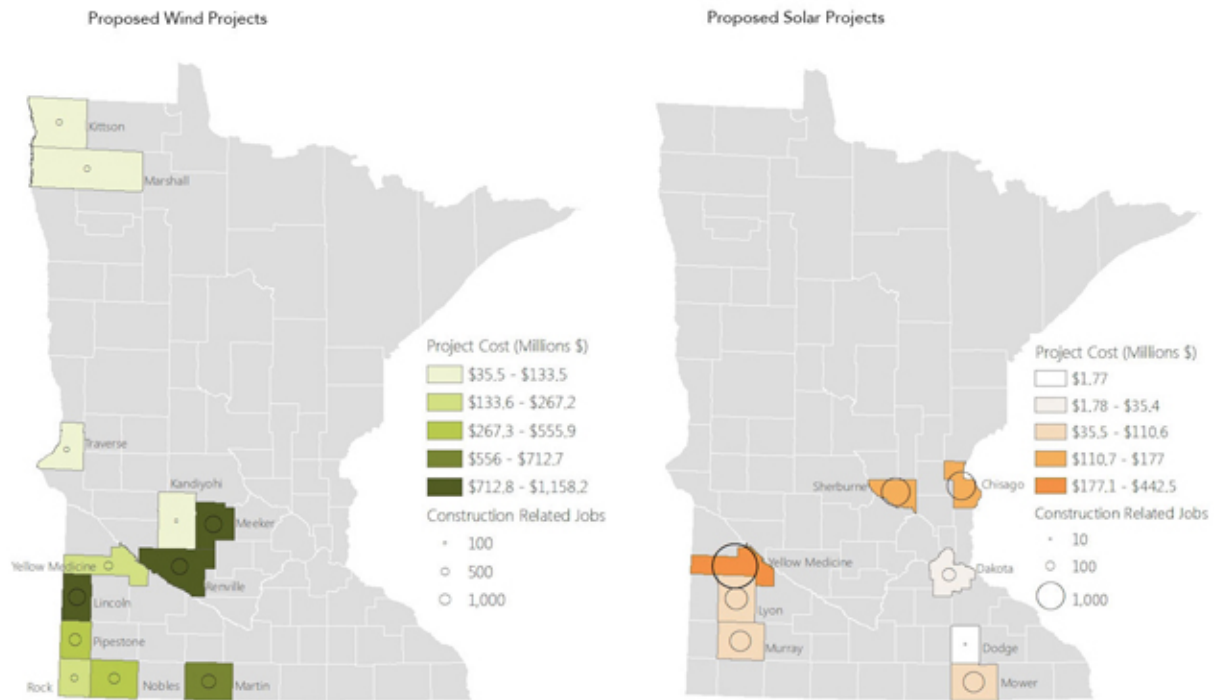 Proposed Wind Projects
Kittson
Marshall
Traverse
Kandiyohi
Meeker
Yellow Medicine
Renville
Lincoln
Pipestone
Rock
Nobles
Martin
Project Cost (Millions $)
$35.5 - $133.5
$133.6 - $267.2
$267.3 - $555.9
$556 - $712.7
$712.8 - $1,158.2
Construction Related Jobs
100
500
1,000
Proposed Solar Projects
Sherburne
Chisago
Yellow Medicine
Dakota
Lyon
Murray
Dodge
Mower
Project Cost (Millions $)
$1.77
$1.78 - $35.4
$35.5 - $110.6
$110.7 - $177
$177.1 - $442.5
Construction Related Jobs
10
100
1,000